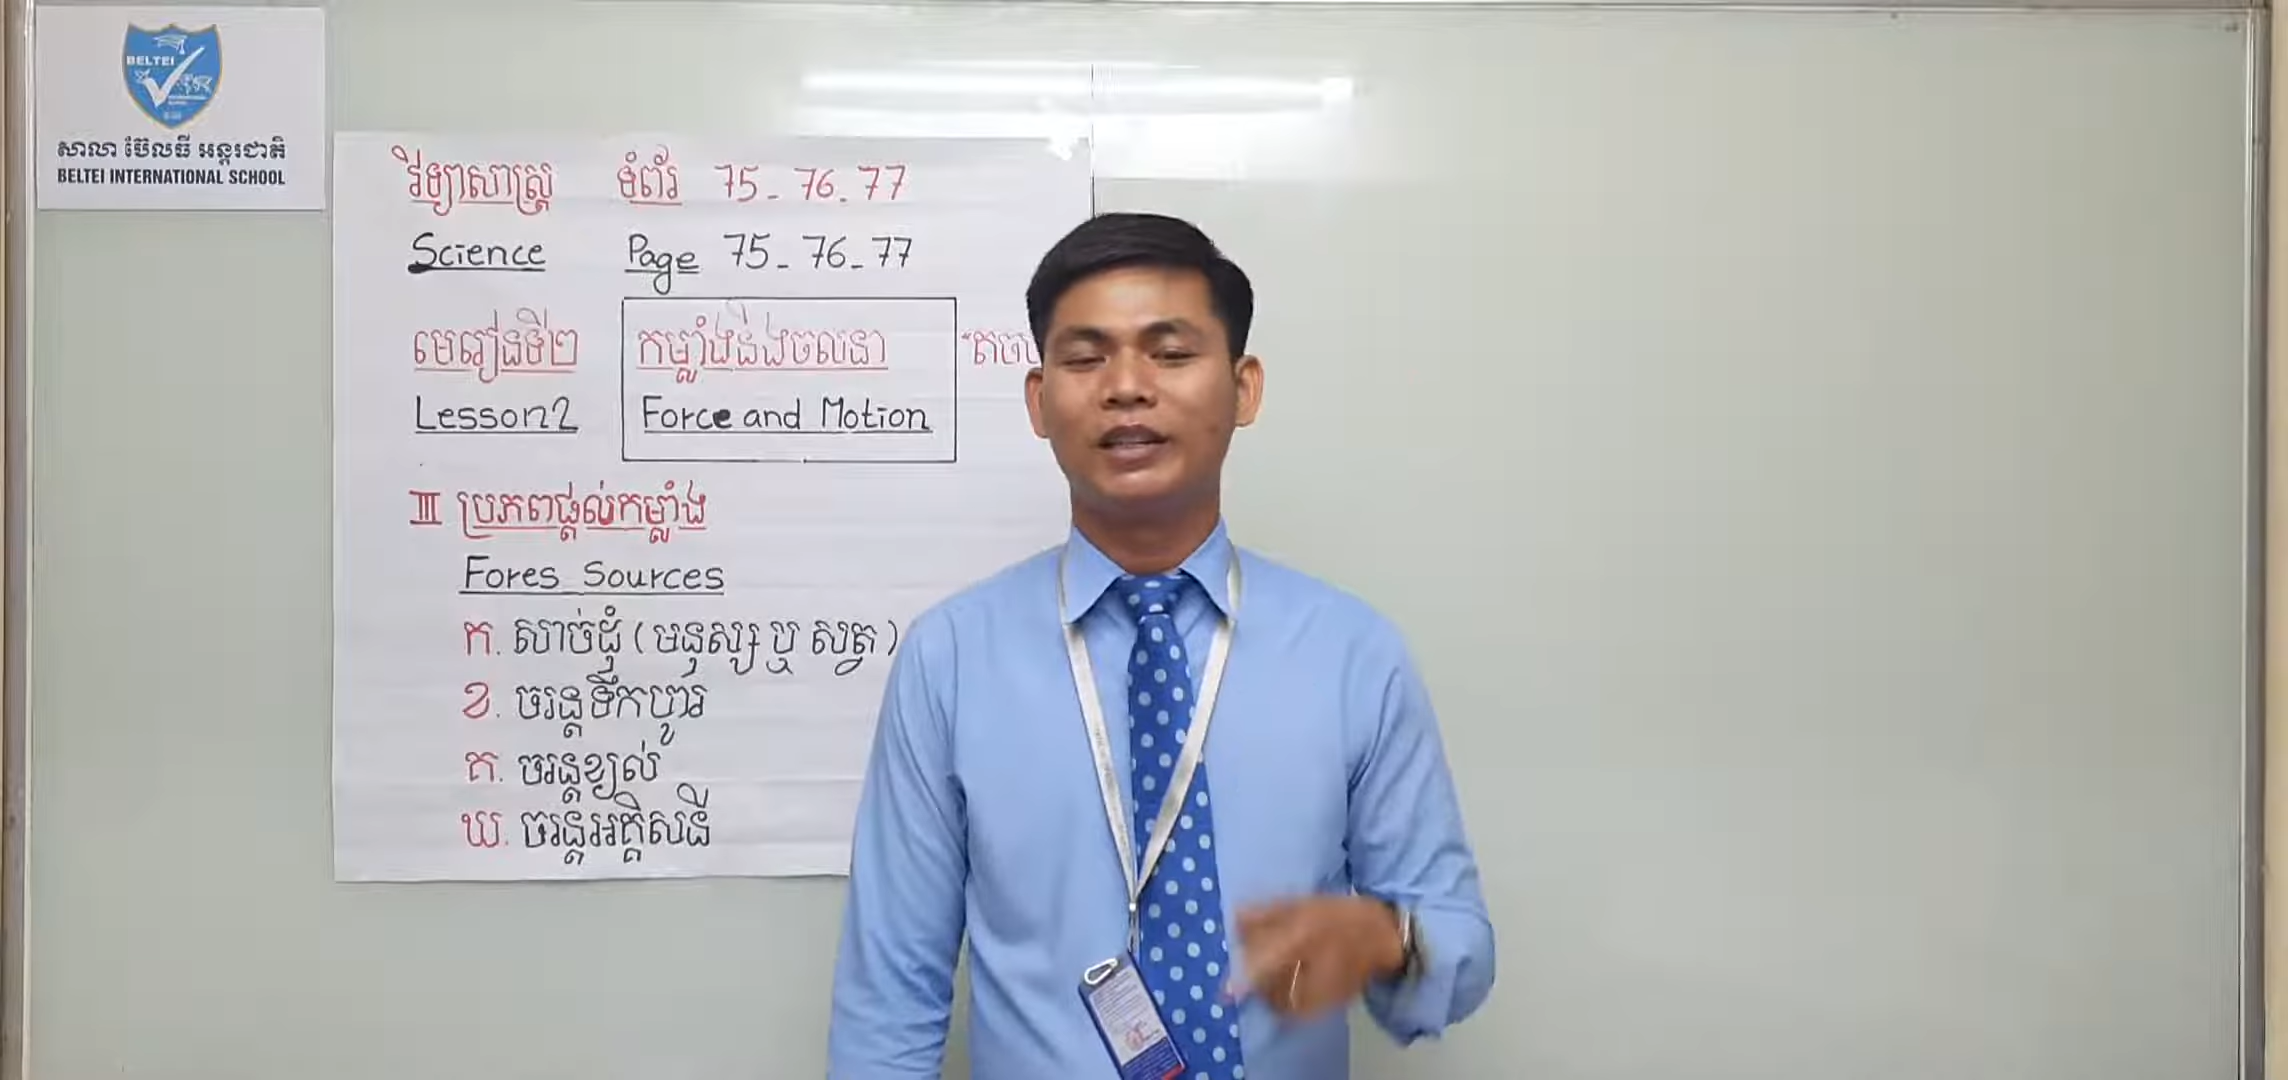 BELTEI
សាលា ប៊ែលធី អន្តរជាតិ
BELTEI INTERNATIONAL SCHOOL
វិទ្យាសាស្ត្រ ទំព័រ 75 - 76 - 77
Science Page 75 - 76 - 77
មេរៀនទី២ កម្លាំងនិងចលនា
Lesson 2 Force and Motion
III ប្រភពផ្តល់កម្លាំង
Fores Sources
ក. សាច់ដុំ ( មនុស្ស ឬ សត្វ )
ខ. ចរន្តទឹកហូរ
គ. ចរន្តខ្យល់
ឃ. ចរន្តអគ្គិសនី